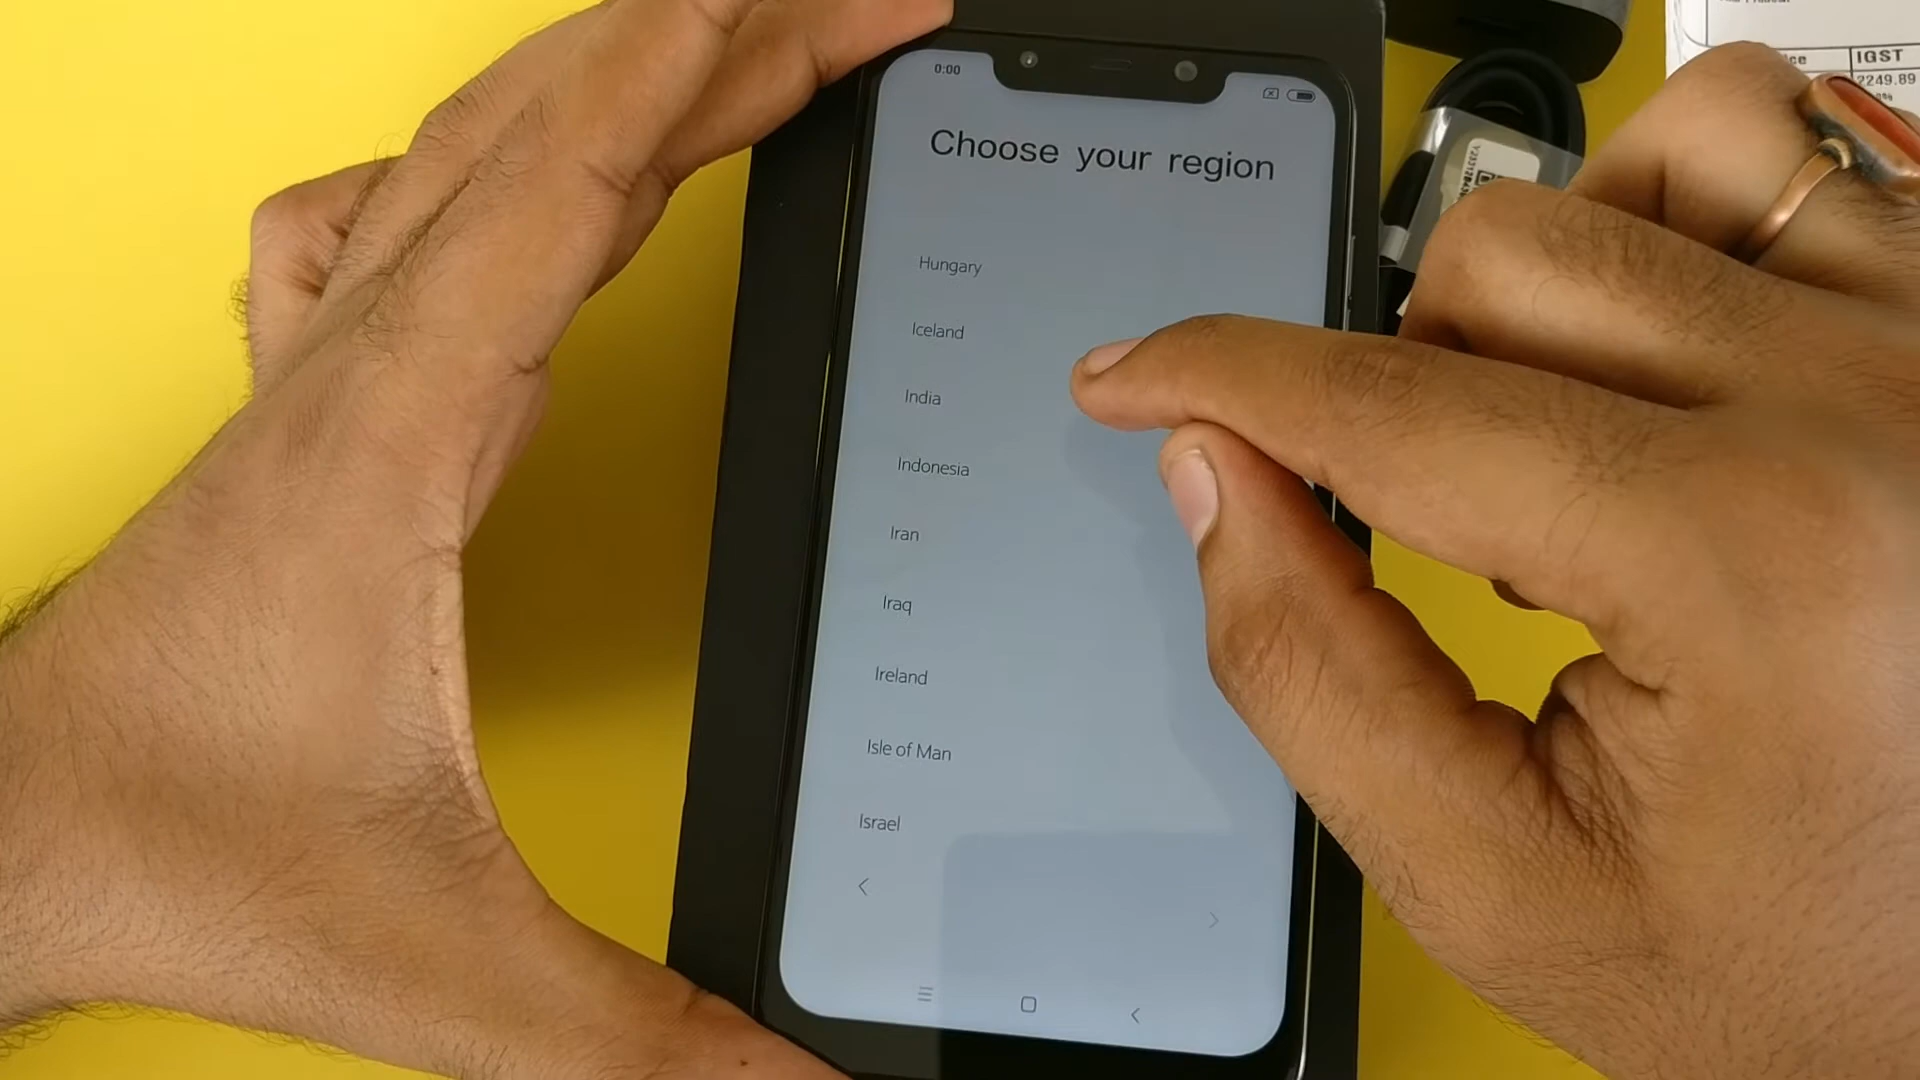 0:00
Choose your region
Hungary
Iceland
India
Indonesia
Iran
Iraq
Ireland
Isle of Man
Israel
IGST
2249.89